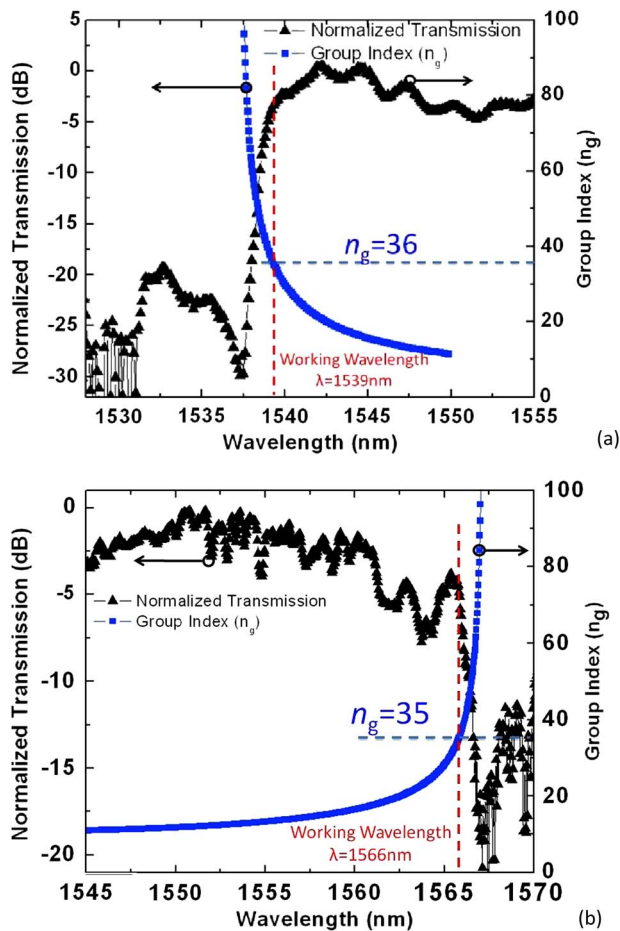 Normalized Transmission
Group Index (ng)
Normalized Transmission (dB)
5
0
-5
-10
-15
-20
-25
-30
100
80
60
40
20
0
Group Index (ng)
ng=36
Working Wavelength
λ=1539nm
1530 1535 1540 1545 1550 1555
Wavelength (nm)
(a)
Normalized Transmission (dB)
0
-5
-10
-15
-20
100
80
60
40
20
0
Group Index (ng)
Normalized Transmission
Group Index (ng)
ng=35
Working Wavelength
λ=1566nm
1545 1550 1555 1560 1565 1570
Wavelength (nm)
(b)